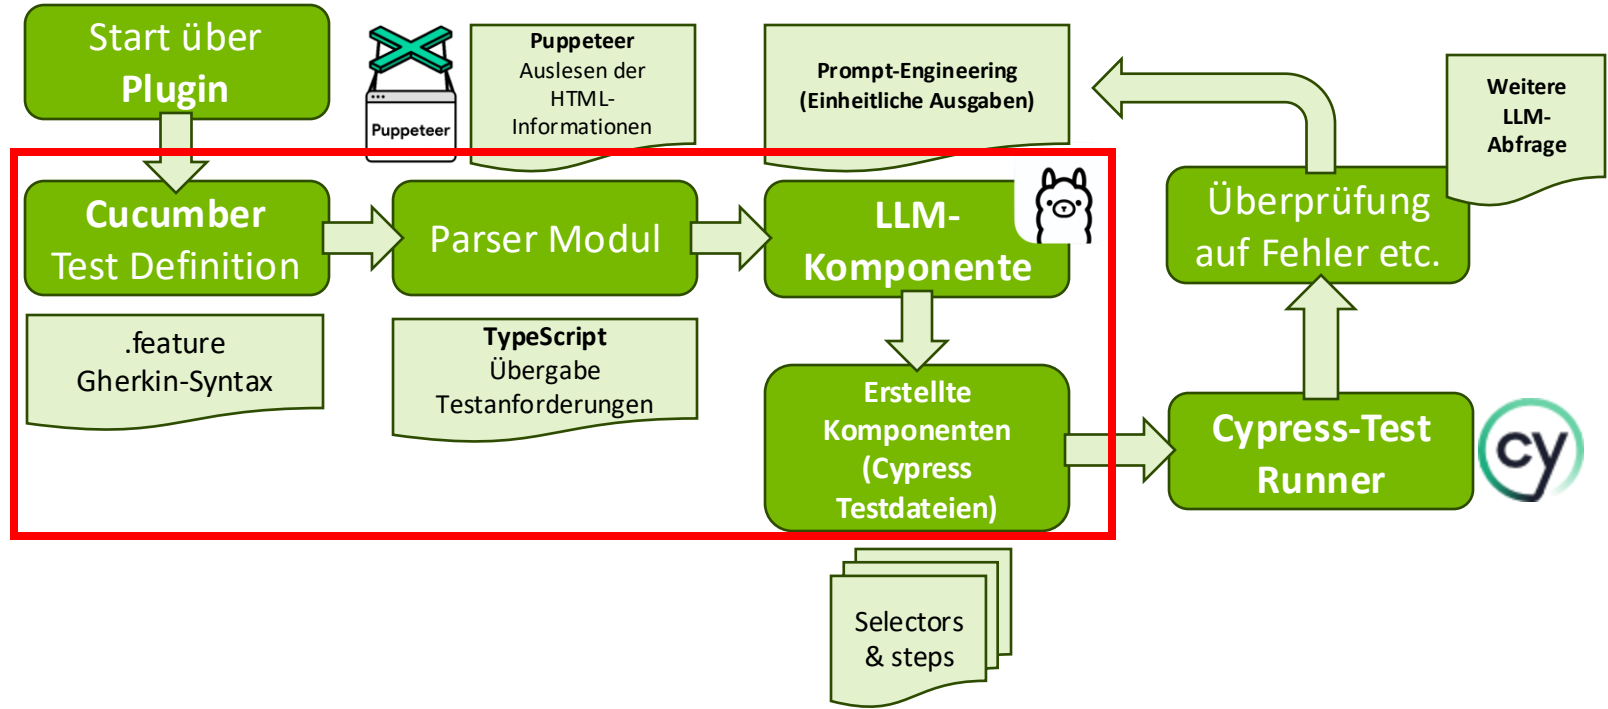 Start über
Plugin
Puppeteer
Puppeteer
Auslesen der
HTML-
Informationen
Prompt-Engineering
(Einheitliche Ausgaben)
Weitere
LLM-
Abfrage
Cucumber
Test Definition
Parser Modul
LLM-
Komponente
Überprüfung
auf Fehler etc.
.feature
Gherkin-Syntax
TypeScript
Übergabe
Testanforderungen
Erstellte
Komponenten
(Cypress
Testdateien)
Cypress-Test
Runner
cy
Selectors
& steps